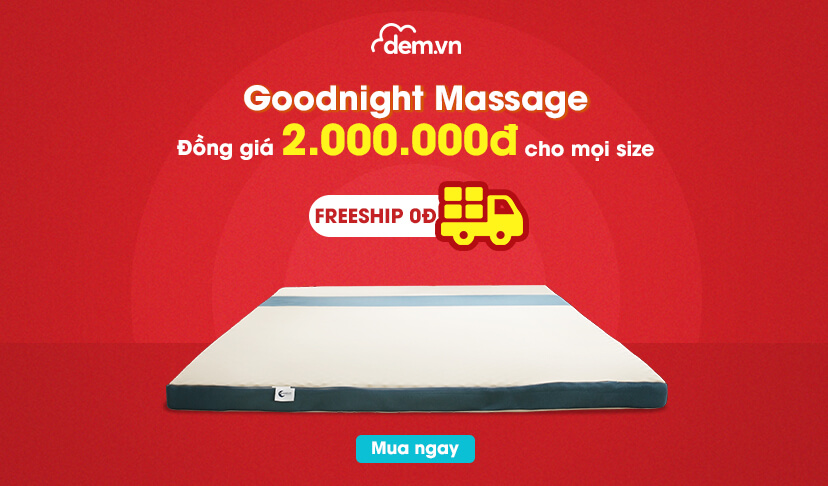 dem.vn
Goodnight Massage
Đồng giá 2.000.000đ cho mọi size
FREESHIP 0Đ
Mua ngay